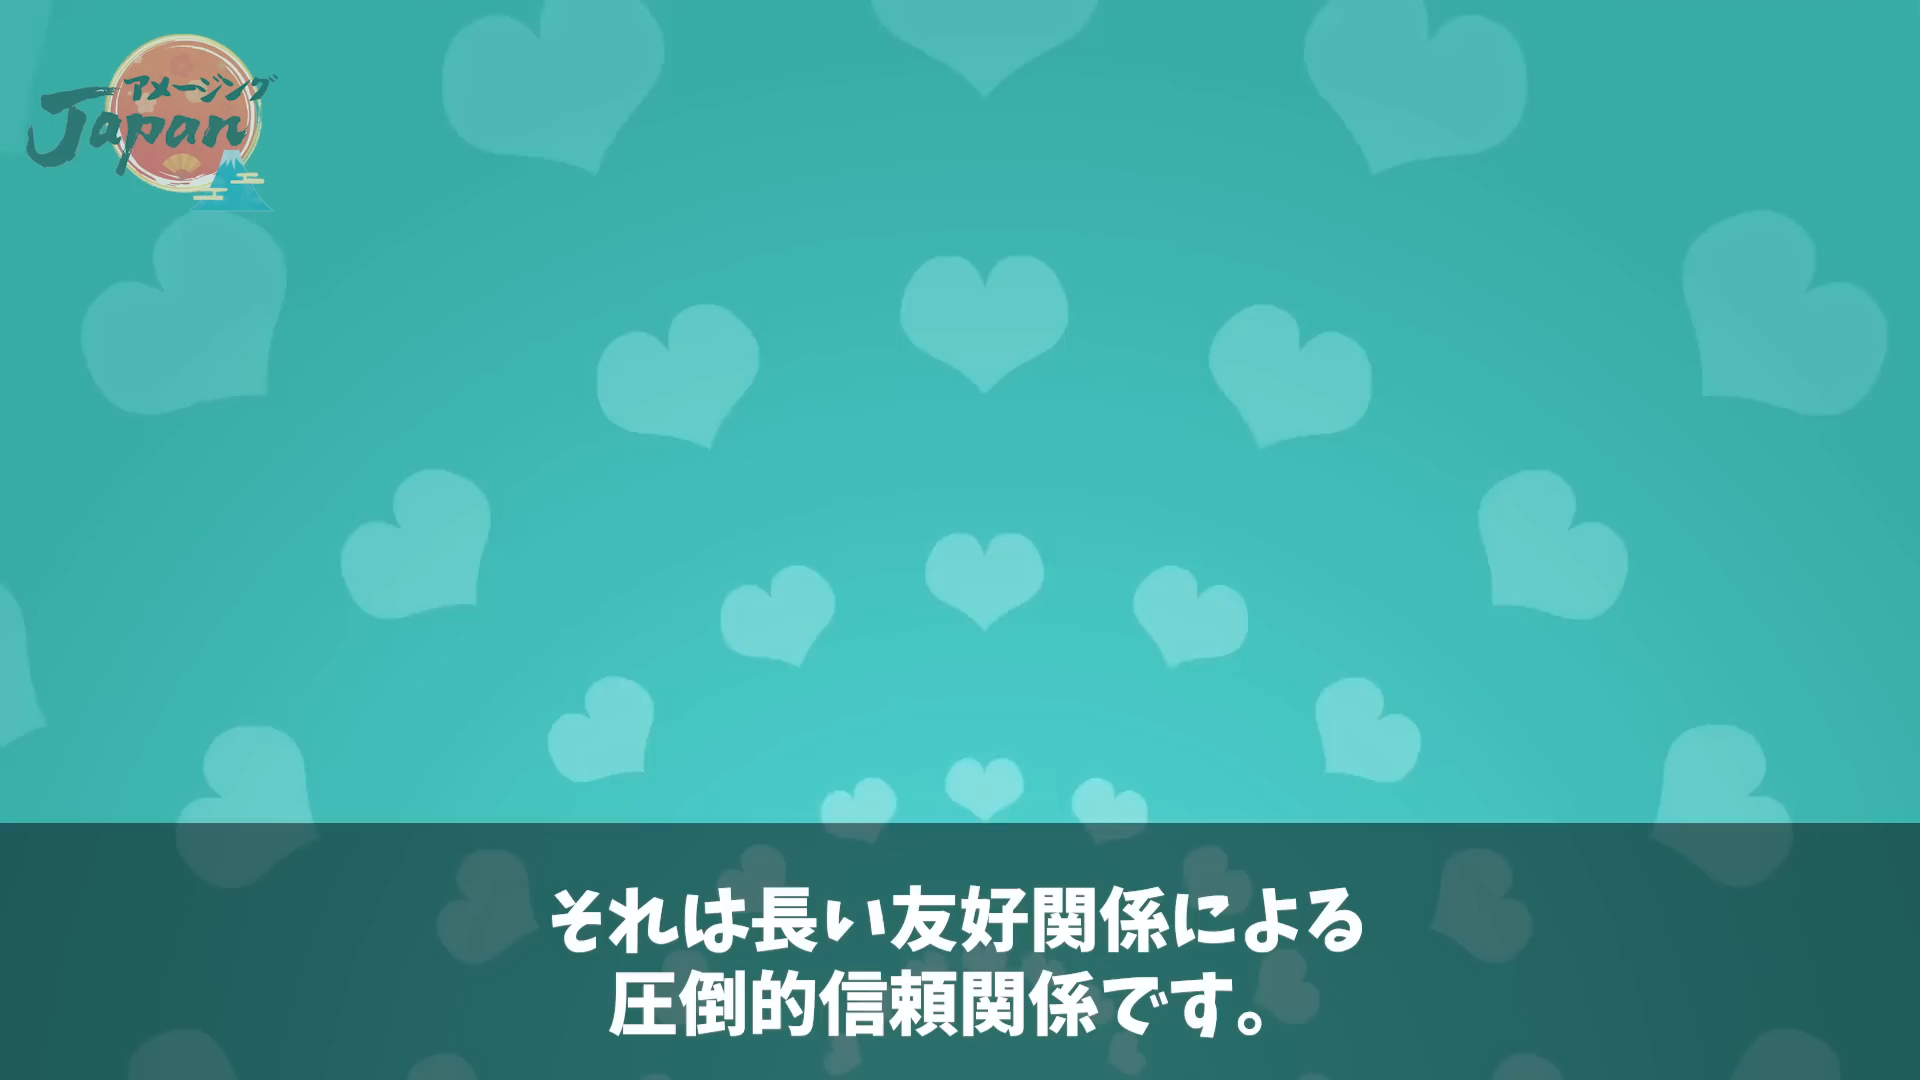 アメージング
Japan
それは長い友好関係による
圧倒的信頼関係です。